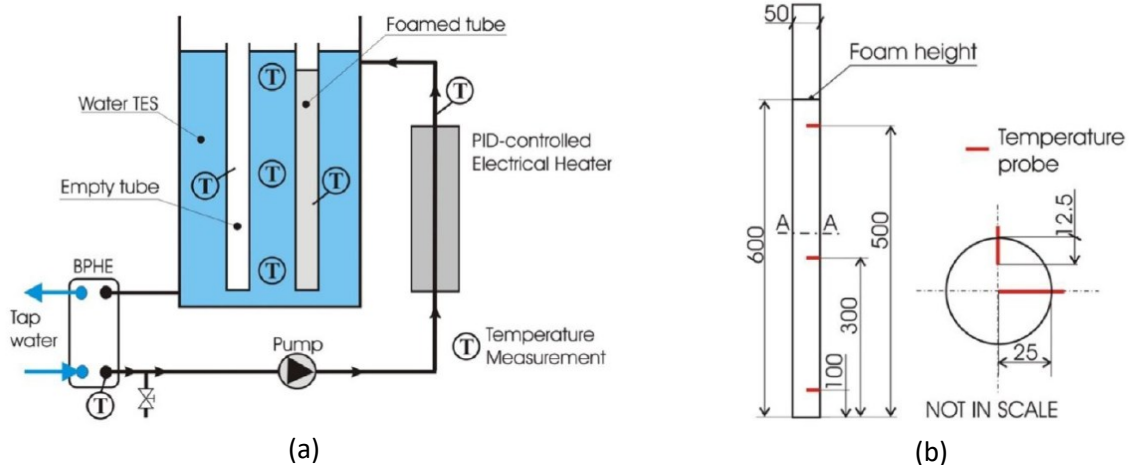 Foamed tube
T
T
Water TES
PID-controlled
Electrical Heater
T
T
T
Empty tube
T
BPHE
Tap
water
Pump
T
Temperature
Measurement
T
(a)
50
Foam height
Temperature
probe
A
A
12.5
600
500
300
25
100
NOT IN SCALE
(b)